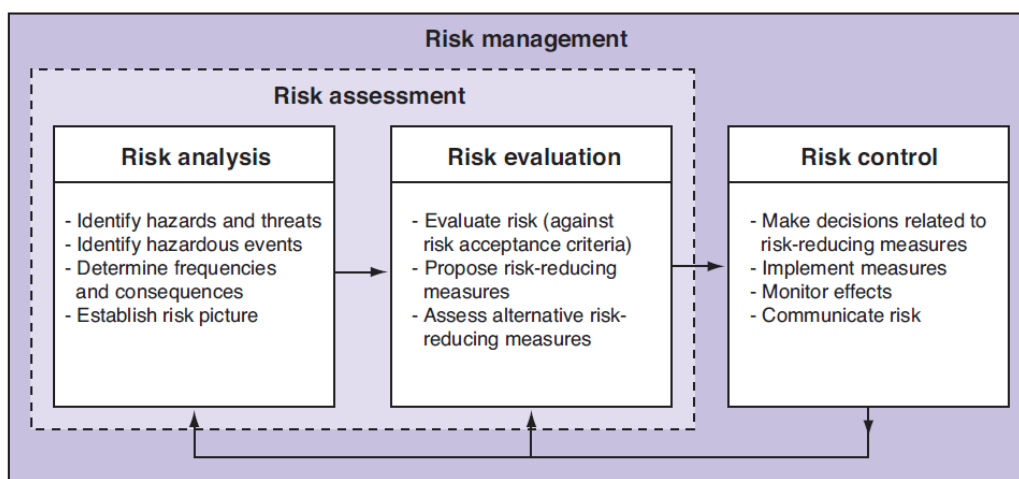 Risk management
Risk assessment
Risk analysis
- Identify hazards and threats
- Identify hazardous events
- Determine frequencies
and consequences
- Establish risk picture
Risk evaluation
- Evaluate risk (against
risk acceptance criteria)
- Propose risk-reducing
measures
- Assess alternative risk-
reducing measures
Risk control
- Make decisions related to
risk-reducing measures
- Implement measures
- Monitor effects
- Communicate risk